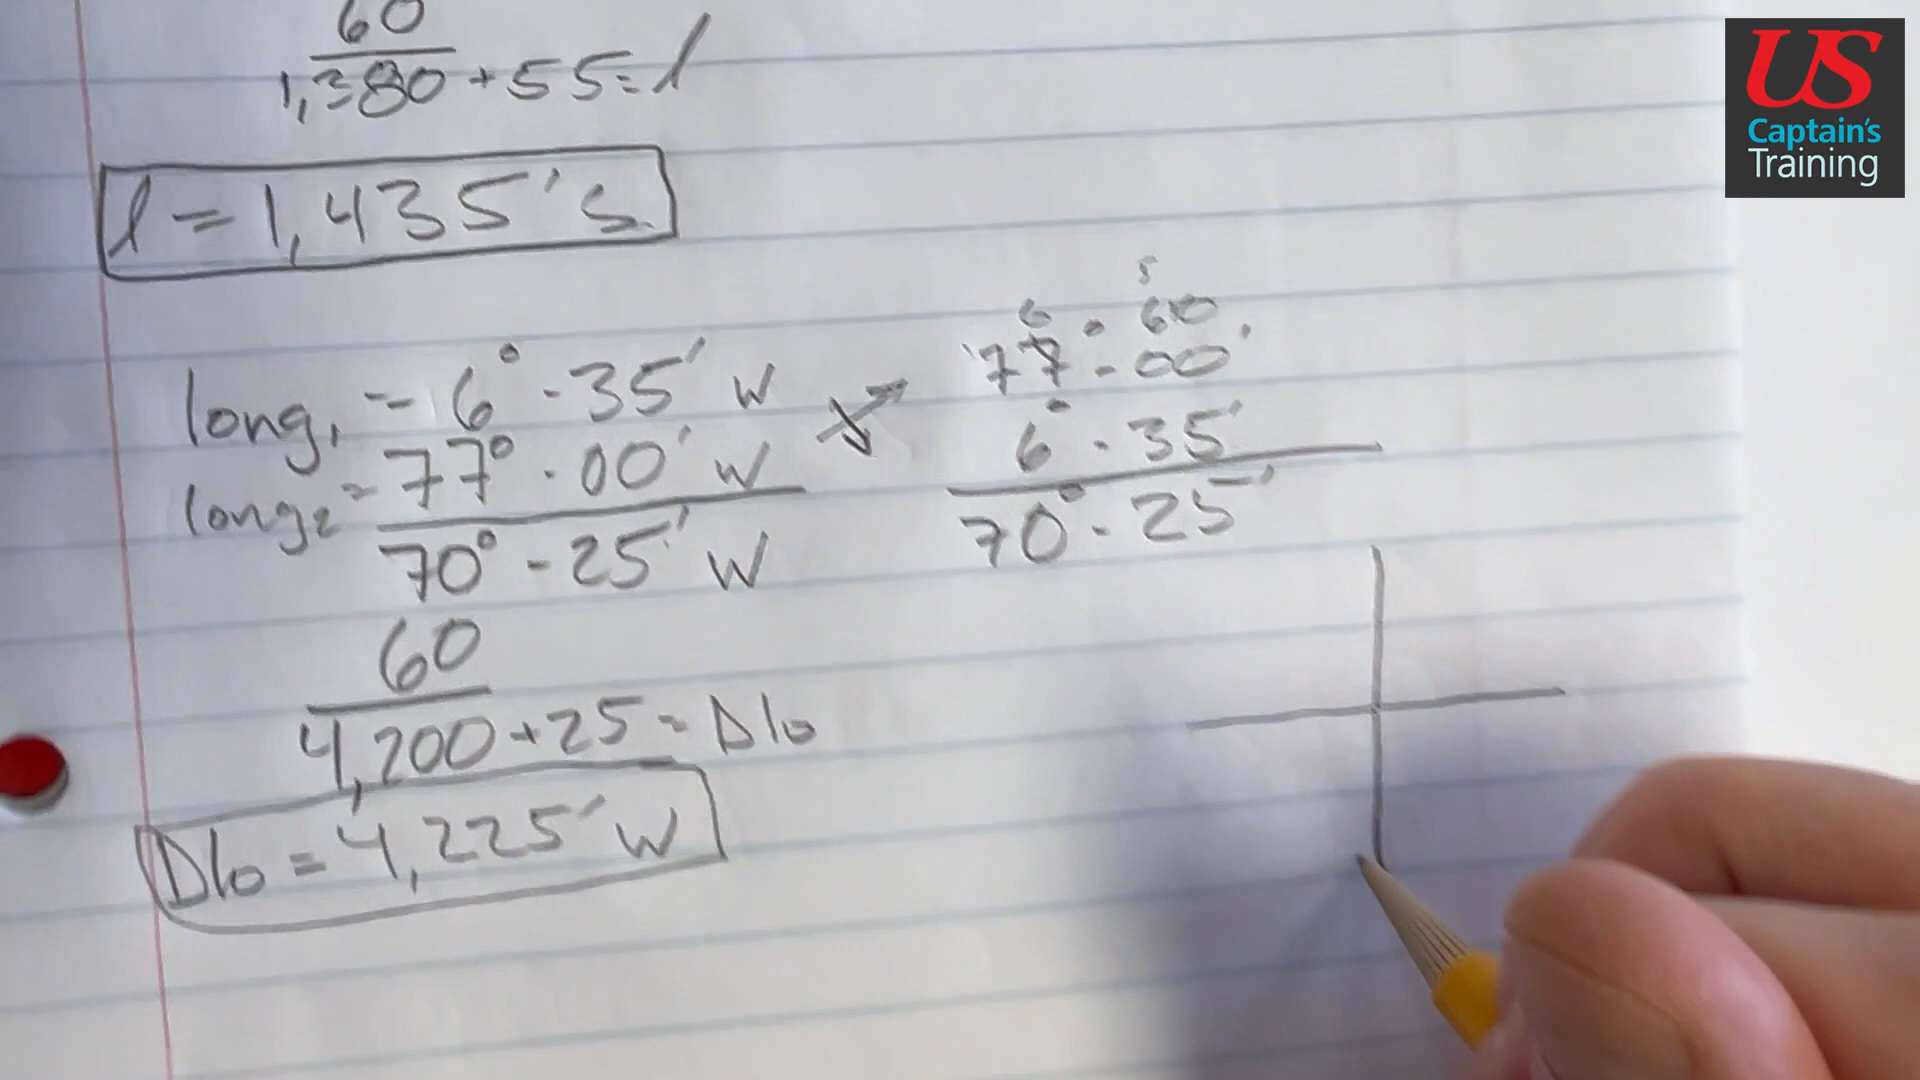 60
1,380 + 55 = l
l = 1,435's
long, = 6° - 35' W
long2 = 77° - 00' W
70° - 25' W
60
4,200 + 25 = Dlo
Dlo = 4,225' W
5
6 60
77° - 00'
6° - 35'
70° - 25'
US
Captain's
Training